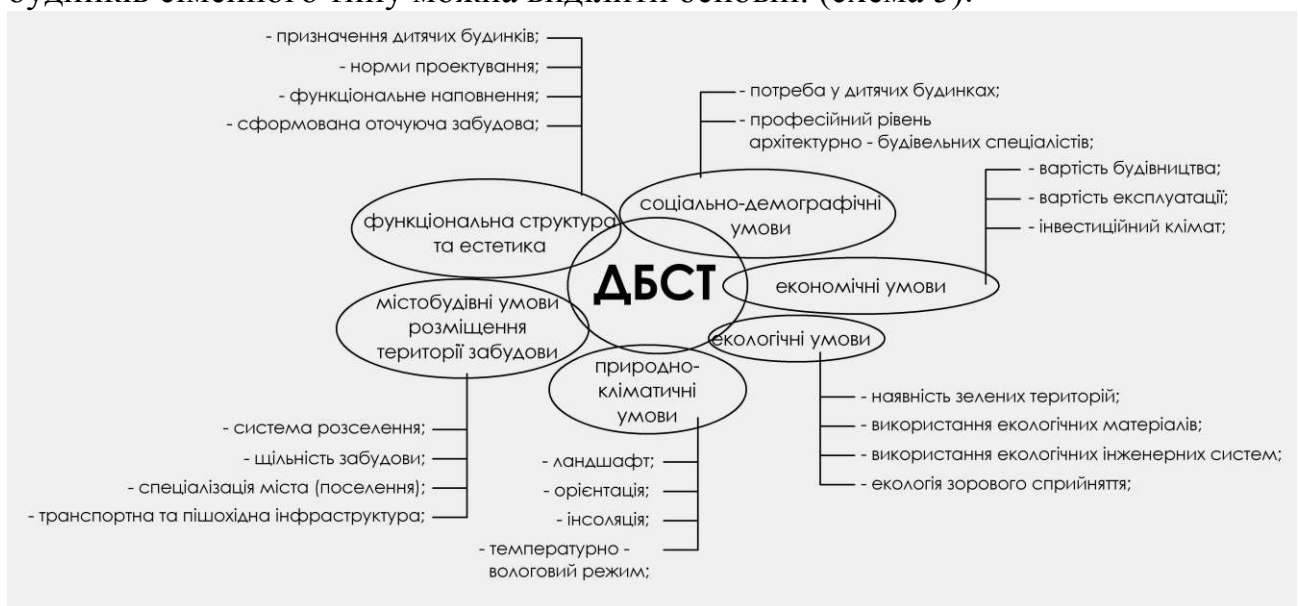 будинків сімейного типу можна виділити основні: (схема 3).
- призначення дитячих будинків;
- норми проектування;
- функціональне наповнення;
- сформована оточуюча забудова;
- потреба у дитячих будинках;
- професійний рівень
архітектурно - будівельних спеціалістів;
- вартість будівництва;
- вартість експлуатації;
- інвестиційний клімат;
функціональна структура
та естетика
соціально-демографічні
умови
ДБСТ
економічні умови
містобудівні умови
розміщення
території забудови
екологічні умови
природно-
кліматичні
умови
- наявність зелених територій;
- використання екологічних матеріалів;
- використання екологічних інженерних систем;
- екологія зорового сприйняття;
- система розселення;
- щільність забудови;
- спеціалізація міста (поселення);
- транспортна та пішохідна інфраструктура;
- ландшафт;
- орієнтація;
- інсоляція;
- температурно -
вологовий режим;